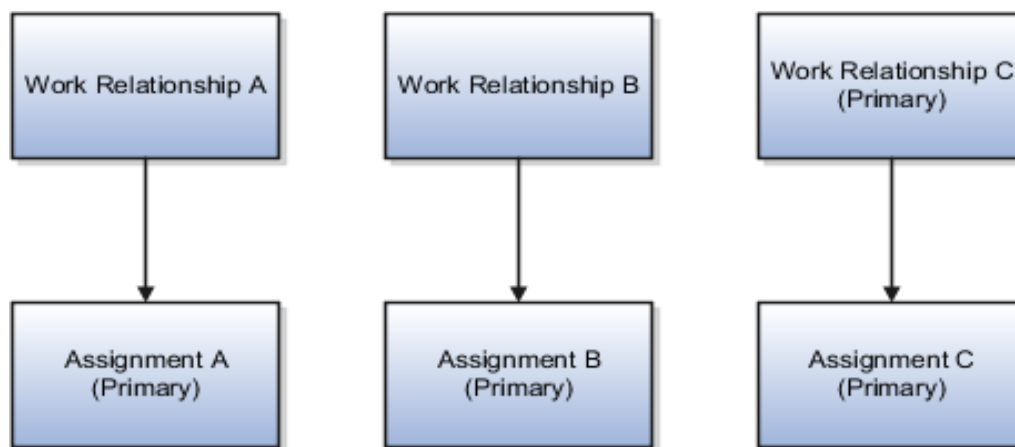 Work Relationship A
Work Relationship B
Work Relationship C
(Primary)
Assignment A
(Primary)
Assignment B
(Primary)
Assignment C
(Primary)